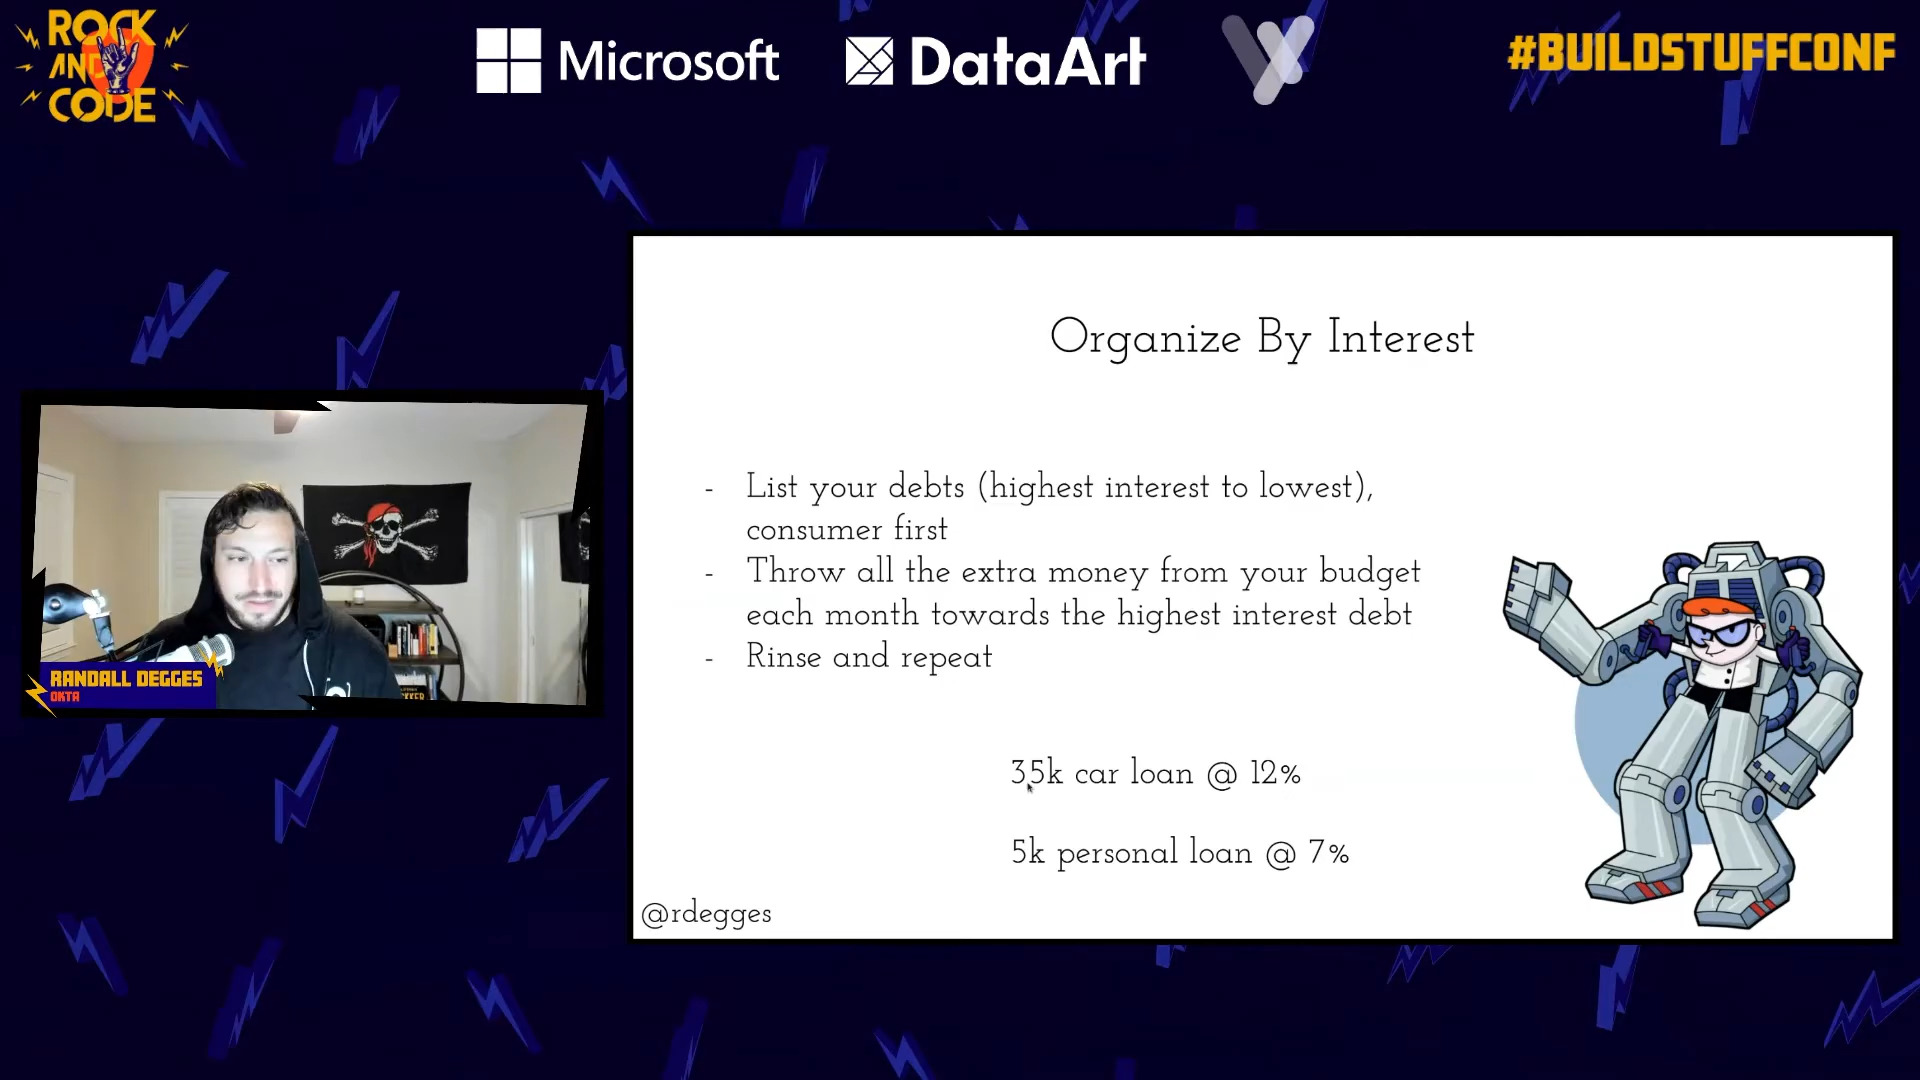 ROCK
AND
CODE
Microsoft
DataArt
#BUILDSTUFFCONF
Organize By Interest
- List your debts (highest interest to lowest),
consumer first
- Throw all the extra money from your budget
each month towards the highest interest debt
- Rinse and repeat
35k car loan @ 12%
5k personal loan @ 7%
@rdegges
RANDALL DEGGES
OKTA